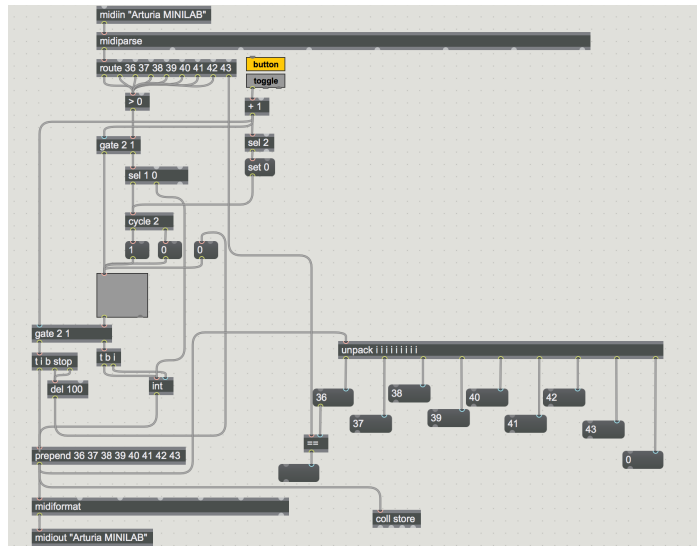 midiin "Arturia MINILAB"
midiparse
route 36 37 38 39 40 41 42 43
button
toggle
> 0
+ 1
gate 2 1
sel 2
set 0
sel 1 0
cycle 2
1
0
0
gate 2 1
t i b stop
t b i
del 100
int
unpack i i i i i i i i i
36
37
38
39
40
41
42
43
0
==
prepend 36 37 38 39 40 41 42 43
midiformat
coll store
midiout "Arturia MINILAB"